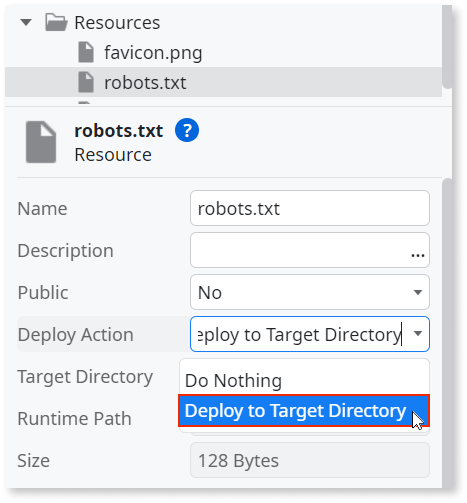 Resources
favicon.png
robots.txt
robots.txt ?
Resource
Name robots.txt
Description ...
Public No
Deploy Action eploy to Target Directory
Target Directory Do Nothing
Deploy to Target Directory
Runtime Path
Size 128 Bytes